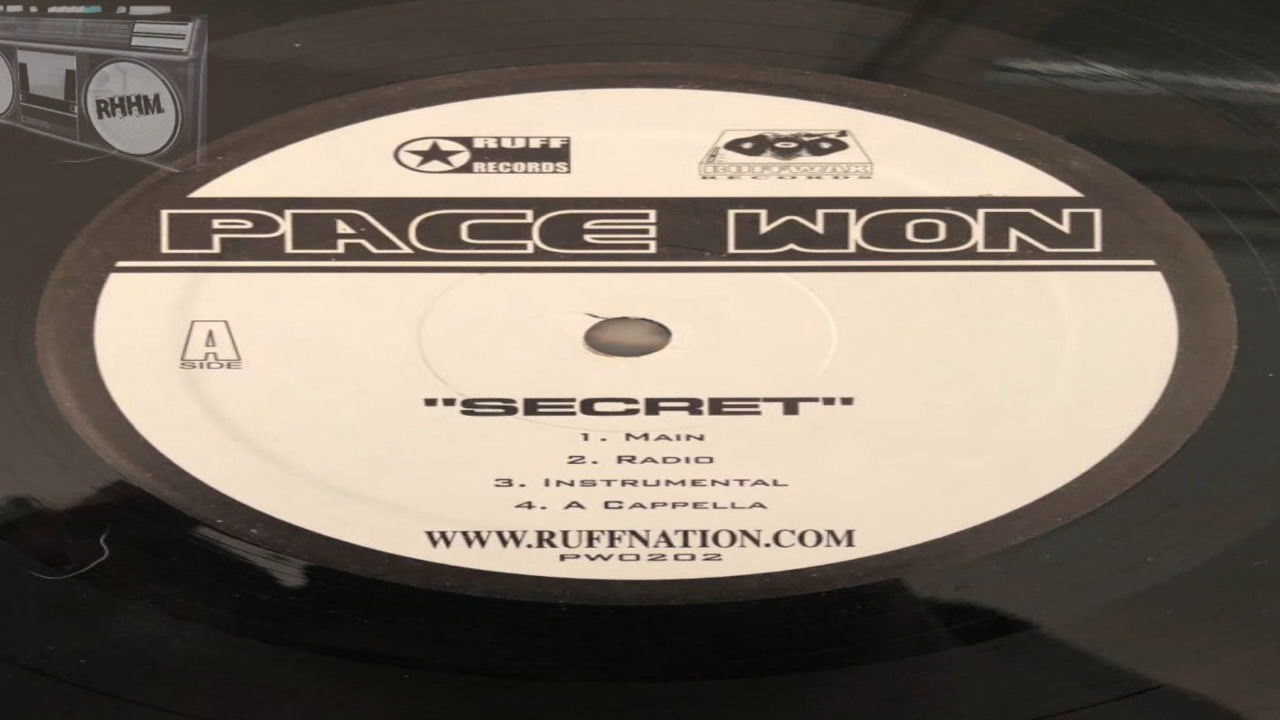 RHHM
RUFF
RECORDS
RUFFWAX
RECORDS
PACE WON
A
SIDE
"SECRET"
1. MAIN
2. RADIO
3. INSTRUMENTAL
4. A CAPPELLA
WWW.RUFFNATION.COM
PW0202